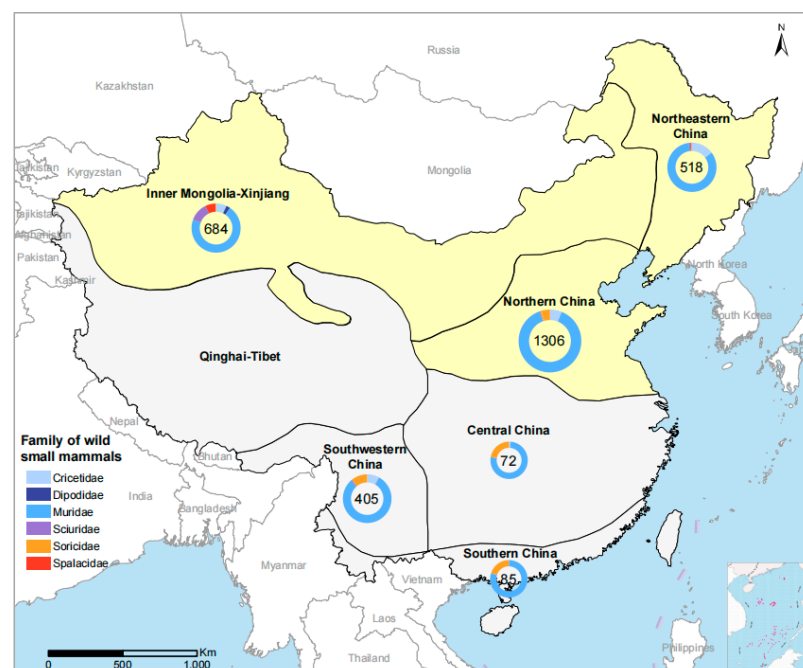 Russia
N
Kazakhstan
Northeastern
China
518
Mongolia
Tajikistan
Kyrgyzstan
Inner Mongolia-Xinjiang
684
Tajikistan
Afghanistan
Pakistan
Kashmir
North Korea
South Korea
Northern China
1306
Qinghai-Tibet
Nepal
Bhutan
India
Bangladesh
Central China
72
Southwestern
China
405
Family of wild
small mammals
Cricetidae
Dipodidae
Muridae
Sciuridae
Soricidae
Spalacidae
Southern China
85
Myanmar
Vietnam
Laos
Thailand
Philippines
Km
0 500 1,000